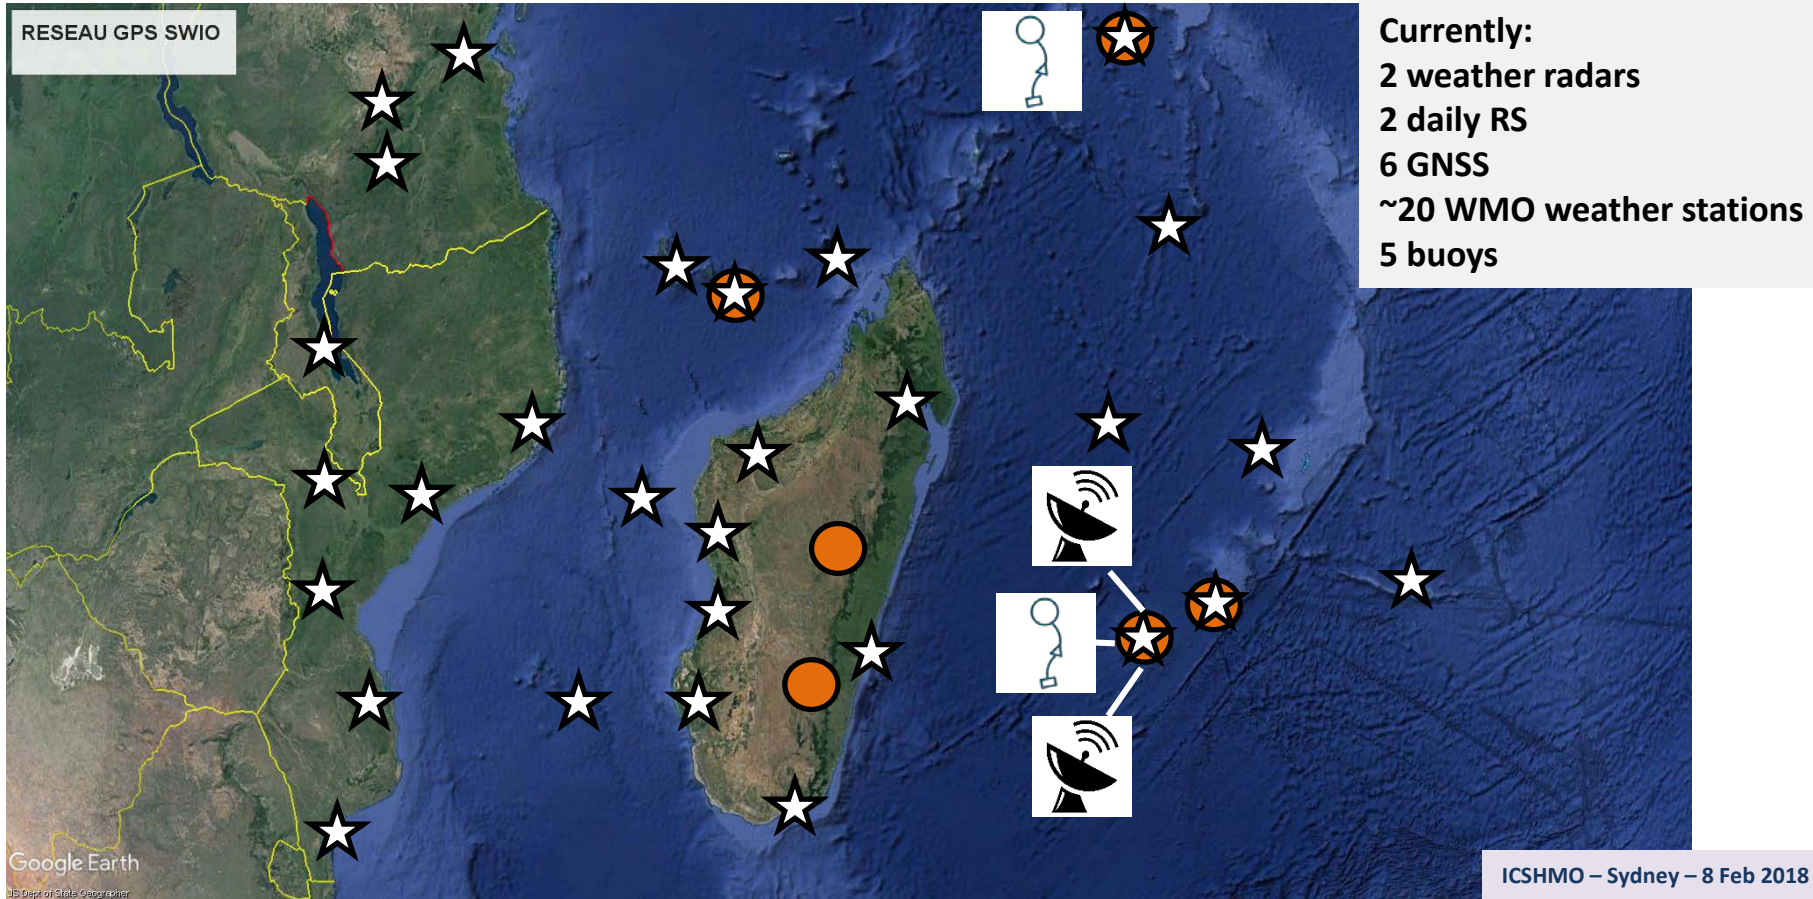 RESEAU GPS SWIO
Currently:
2 weather radars
2 daily RS
6 GNSS
~20 WMO weather stations
5 buoys
Google Earth
US Dept of State Geographer
ICSHMO – Sydney – 8 Feb 2018